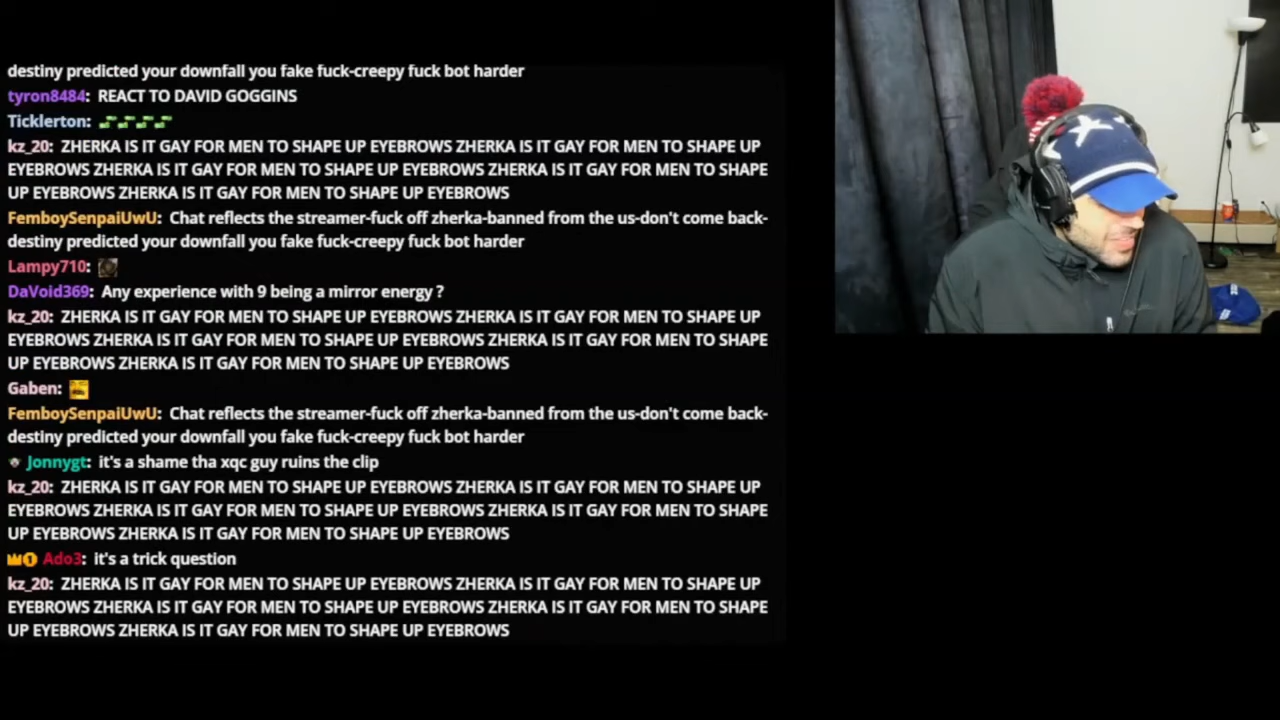 destiny predicted your downfall you fake fuck-creepy fuck bot harder
tyron8484: REACT TO DAVID GOGGINS
Ticklerton:
kz_20: ZHERKA IS IT GAY FOR MEN TO SHAPE UP EYEBROWS ZHERKA IS IT GAY FOR MEN TO SHAPE UP
EYEBROWS ZHERKA IS IT GAY FOR MEN TO SHAPE UP EYEBROWS ZHERKA IS IT GAY FOR MEN TO SHAPE
UP EYEBROWS ZHERKA IS IT GAY FOR MEN TO SHAPE UP EYEBROWS
FemboySenpaiUwU: Chat reflects the streamer-fuck off zherka-banned from the us-don't come back-
destiny predicted your downfall you fake fuck-creepy fuck bot harder
Lampy710:
DaVoid369: Any experience with 9 being a mirror energy ?
kz_20: ZHERKA IS IT GAY FOR MEN TO SHAPE UP EYEBROWS ZHERKA IS IT GAY FOR MEN TO SHAPE UP
EYEBROWS ZHERKA IS IT GAY FOR MEN TO SHAPE UP EYEBROWS ZHERKA IS IT GAY FOR MEN TO SHAPE
UP EYEBROWS ZHERKA IS IT GAY FOR MEN TO SHAPE UP EYEBROWS
Gaben:
FemboySenpaiUwU: Chat reflects the streamer-fuck off zherka-banned from the us-don't come back-
destiny predicted your downfall you fake fuck-creepy fuck bot harder
Jonnygt: it's a shame tha xqc guy ruins the clip
kz_20: ZHERKA IS IT GAY FOR MEN TO SHAPE UP EYEBROWS ZHERKA IS IT GAY FOR MEN TO SHAPE UP
EYEBROWS ZHERKA IS IT GAY FOR MEN TO SHAPE UP EYEBROWS ZHERKA IS IT GAY FOR MEN TO SHAPE
UP EYEBROWS ZHERKA IS IT GAY FOR MEN TO SHAPE UP EYEBROWS
1 Ado3: it's a trick question
kz_20: ZHERKA IS IT GAY FOR MEN TO SHAPE UP EYEBROWS ZHERKA IS IT GAY FOR MEN TO SHAPE UP
EYEBROWS ZHERKA IS IT GAY FOR MEN TO SHAPE UP EYEBROWS ZHERKA IS IT GAY FOR MEN TO SHAPE
UP EYEBROWS ZHERKA IS IT GAY FOR MEN TO SHAPE UP EYEBROWS